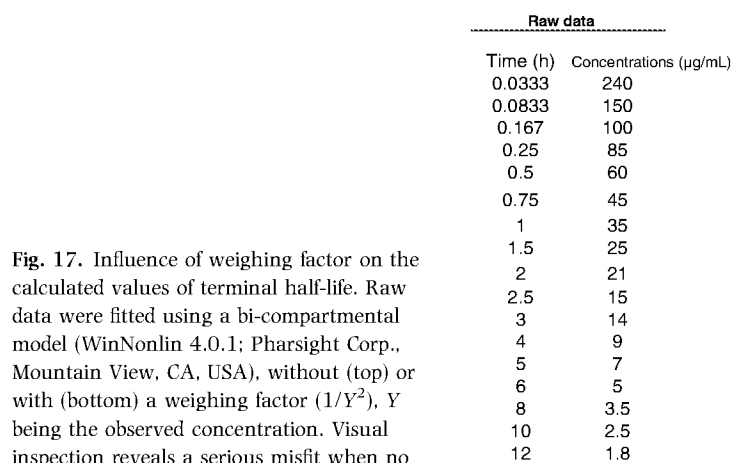 Raw data
Time (h) Concentrations (µg/mL)
0.0333 240
0.0833 150
0.167 100
0.25 85
0.5 60
0.75 45
1 35
1.5 25
2 21
2.5 15
3 14
4 9
5 7
6 5
8 3.5
10 2.5
12 1.8
Fig. 17. Influence of weighing factor on the
calculated values of terminal half-life. Raw
data were fitted using a bi-compartmental
model (WinNonlin 4.0.1; Pharsight Corp.,
Mountain View, CA, USA), without (top) or
with (bottom) a weighing factor (1/Y²), Y
being the observed concentration. Visual
inspection reveals a serious misfit when no